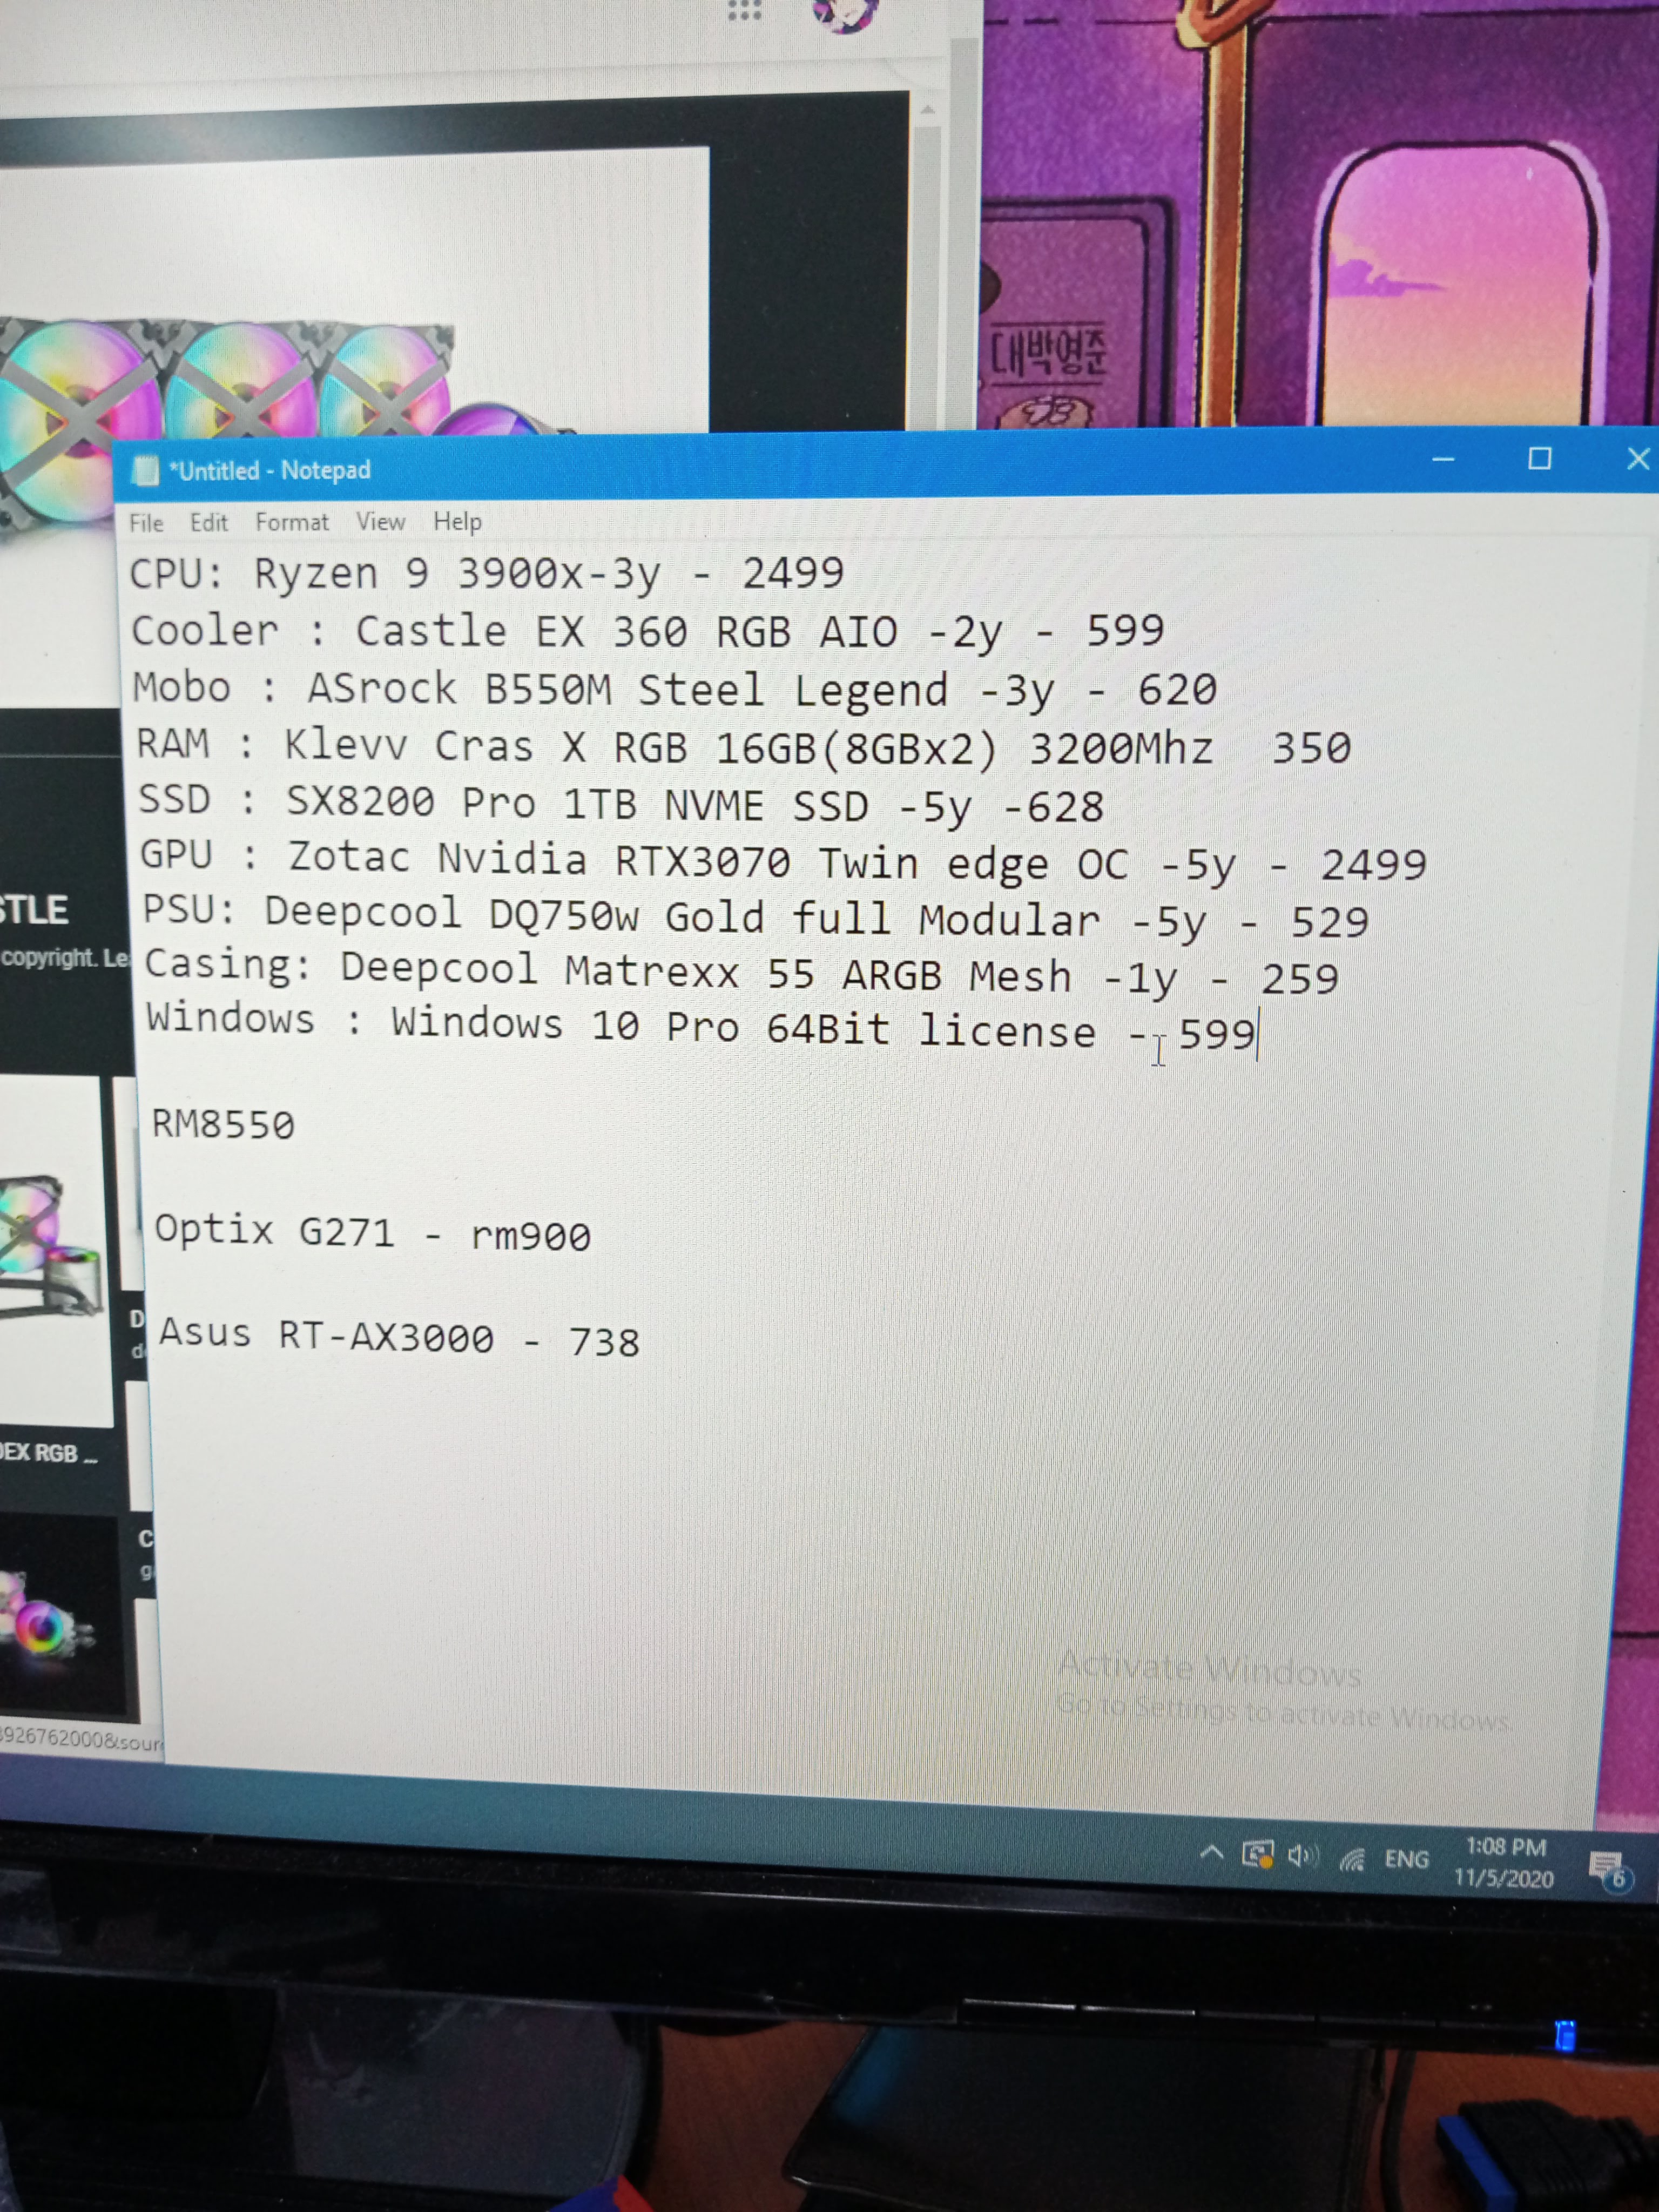 대박영준
*Untitled - Notepad
File Edit Format View Help
CPU: Ryzen 9 3900x-3y - 2499
Cooler : Castle EX 360 RGB AIO -2y - 599
Mobo : ASrock B550M Steel Legend -3y - 620
RAM : Klevv Cras X RGB 16GB(8GBx2) 3200Mhz 350
SSD : SX8200 Pro 1TB NVME SSD -5y -628
GPU : Zotac Nvidia RTX3070 Twin edge OC -5y - 2499
PSU: Deepcool DQ750w Gold full Modular -5y - 529
Casing: Deepcool Matrexx 55 ARGB Mesh -1y - 259
Windows : Windows 10 Pro 64Bit license - 599
RM8550
Optix G271 - rm900
Asus RT-AX3000 - 738
STLE
copyright. Le
D
d
EX RGB ...
C
g
8926762000&sour
Activate Windows
Go to Settings to activate Windows.
ENG
1:08 PM
11/5/2020
6